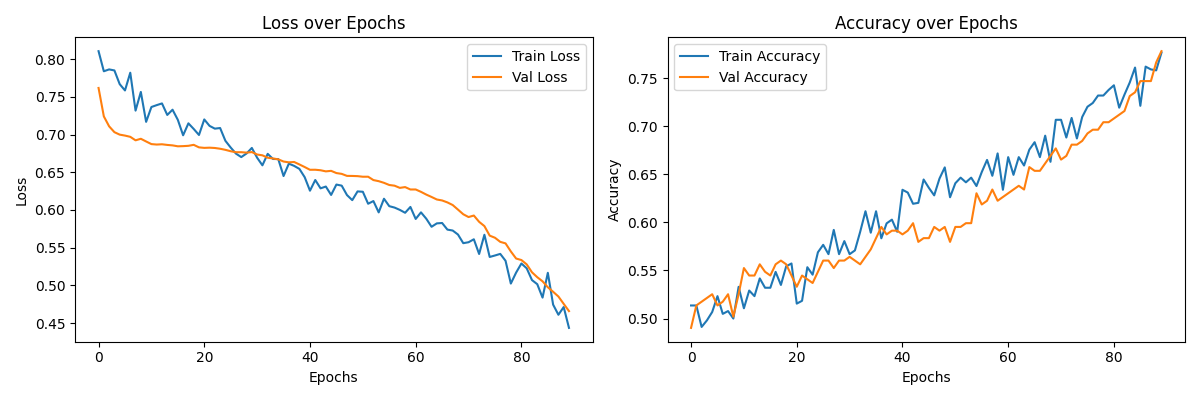 Loss over Epochs
Train Loss
Val Loss
0.80
0.75
0.70
0.65
0.60
0.55
0.50
0.45
Loss
0 20 40 60 80
Epochs
Accuracy over Epochs
Train Accuracy
Val Accuracy
0.75
0.70
0.65
0.60
0.55
0.50
Accuracy
0 20 40 60 80
Epochs